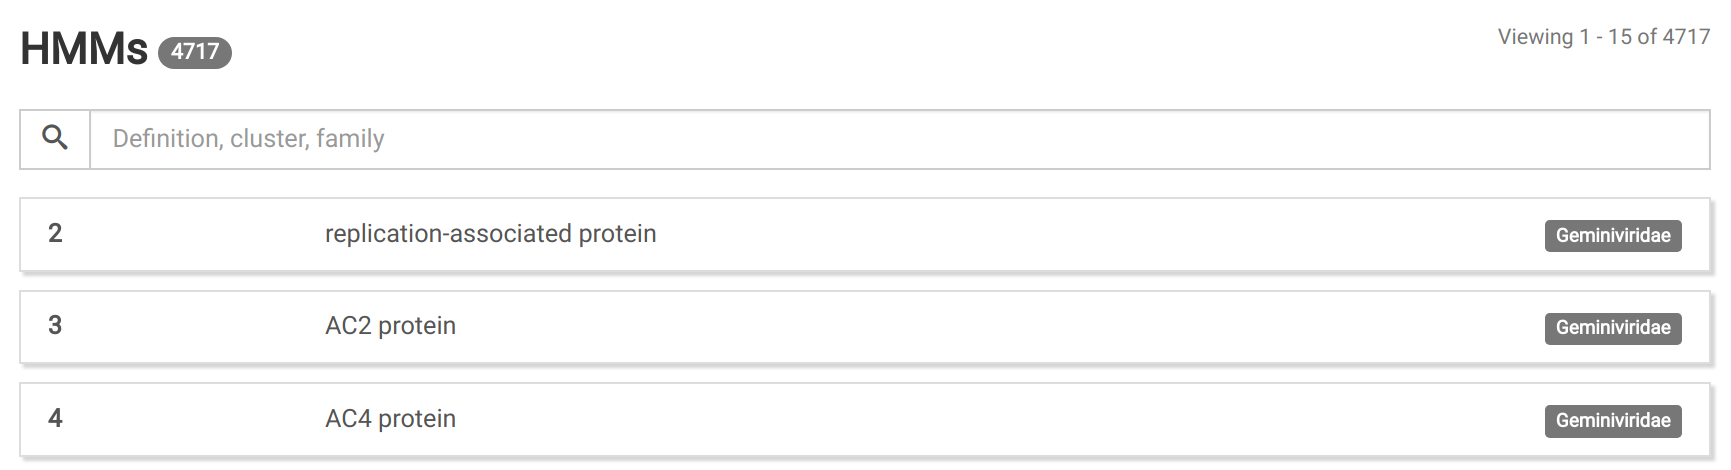 HMMs 4717
Viewing 1 - 15 of 4717
Definition, cluster, family
2 replication-associated protein Geminiviridae
3 AC2 protein Geminiviridae
4 AC4 protein Geminiviridae